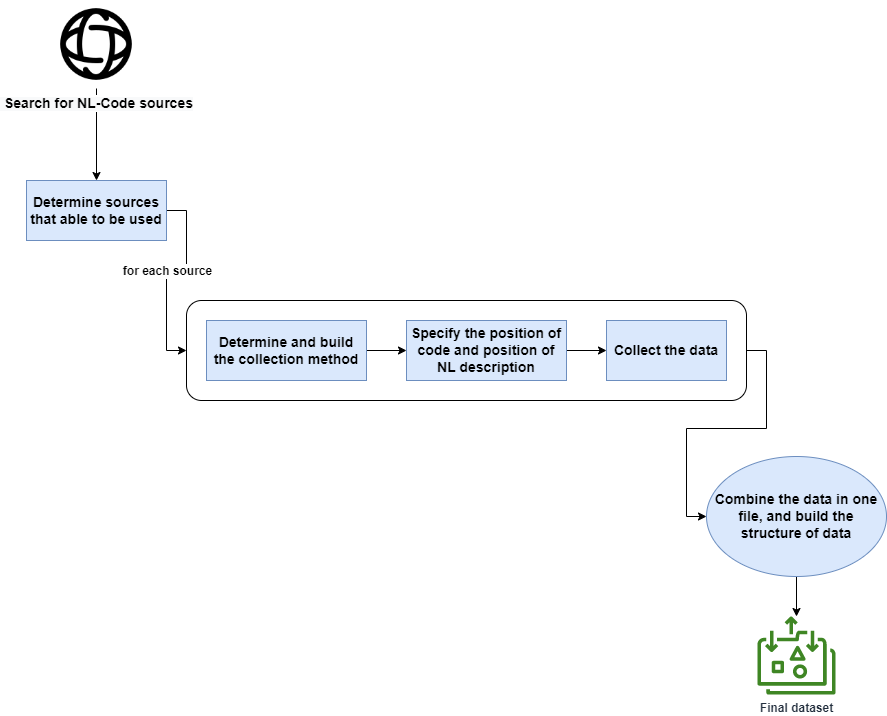 Search for NL-Code sources
Determine sources
that able to be used
for each source
Determine and build
the collection method
Specify the position of
code and position of
NL description
Collect the data
Combine the data in one
file, and build the
structure of data
Final dataset